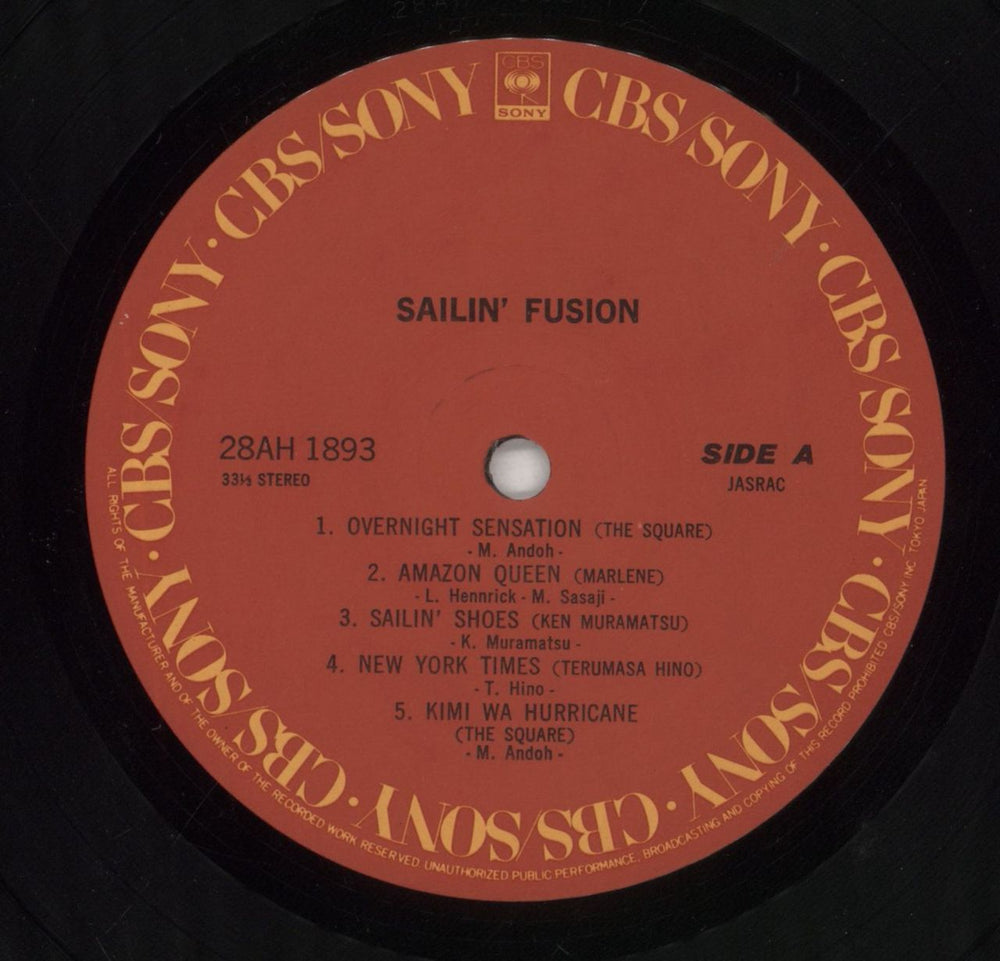 CBS
SONY
CBS/SONY · CBS/SONY · CBS/SONY · CBS/SONY · CBS/SONY · CBS/SONY · CBS/SONY · CBS/SONY
SAILIN' FUSION
28AH 1893
33⅓ STEREO
SIDE A
JASRAC
1. OVERNIGHT SENSATION (THE SQUARE)
- M. Andoh -
2. AMAZON QUEEN (MARLENE)
- L. Hennrick - M. Sasaji -
3. SAILIN' SHOES (KEN MURAMATSU)
- K. Muramatsu -
4. NEW YORK TIMES (TERUMASA HINO)
- T. Hino -
5. KIMI WA HURRICANE
(THE SQUARE)
- M. Andoh -
ALL RIGHTS OF THE MANUFACTURER AND OF THE OWNER OF THE RECORDED WORK RESERVED. UNAUTHORIZED PUBLIC PERFORMANCE, BROADCASTING AND COPYING OF THIS RECORD PROHIBITED CBS/SONY INC. TOKYO JAPAN